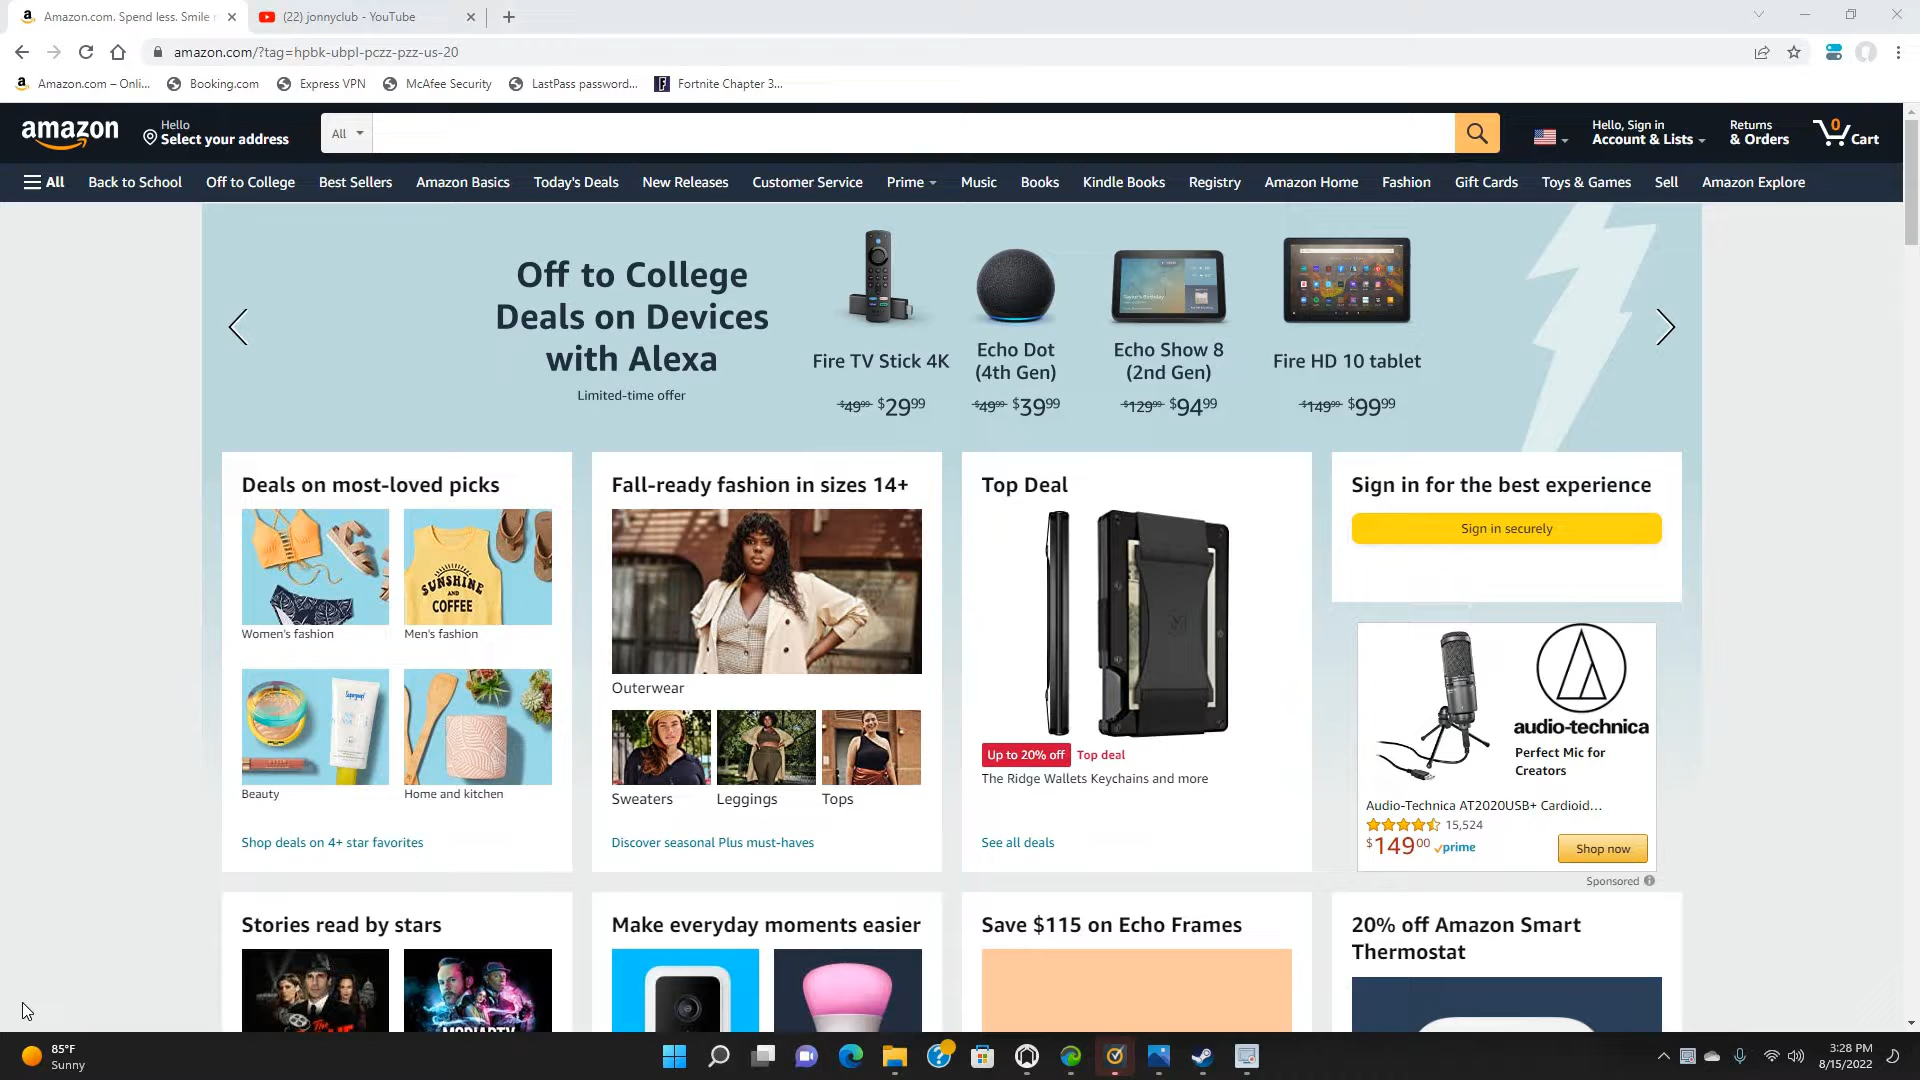 Amazon.com. Spend less. Smile
(22) jonnyclub - YouTube
amazon.com/?tag=hpbk-ubpl-pczz-pzz-us-20
Amazon.com – Onli...
Booking.com
Express VPN
McAfee Security
LastPass password...
Fortnite Chapter 3...
amazon
Hello
Select your address
All
Hello, Sign in
Account & Lists
Returns
& Orders
0
Cart
All
Back to School
Off to College
Best Sellers
Amazon Basics
Today's Deals
New Releases
Customer Service
Prime
Music
Books
Kindle Books
Registry
Amazon Home
Fashion
Gift Cards
Toys & Games
Sell
Amazon Explore
Off to College
Deals on Devices
with Alexa
Limited-time offer
Fire TV Stick 4K
$49.99 $29.99
Echo Dot
(4th Gen)
$49.99 $39.99
Echo Show 8
(2nd Gen)
$129.99 $94.99
Fire HD 10 tablet
$149.99 $99.99
Deals on most-loved picks
SUNSHINE
AND
COFFEE
Women's fashion
Men's fashion
Supergoop!
Beauty
Home and kitchen
Shop deals on 4+ star favorites
Fall-ready fashion in sizes 14+
Outerwear
Sweaters
Leggings
Tops
Discover seasonal Plus must-haves
Top Deal
Up to 20% off
Top deal
The Ridge Wallets Keychains and more
See all deals
Sign in for the best experience
Sign in securely
audio-technica
Perfect Mic for
Creators
Audio-Technica AT2020USB+ Cardioid...
15,524
$149.00
prime
Shop now
Sponsored
Stories read by stars
The
MORIARTY
Make everyday moments easier
Save $115 on Echo Frames
20% off Amazon Smart
Thermostat
85°F
Sunny
3:28 PM
8/15/2022